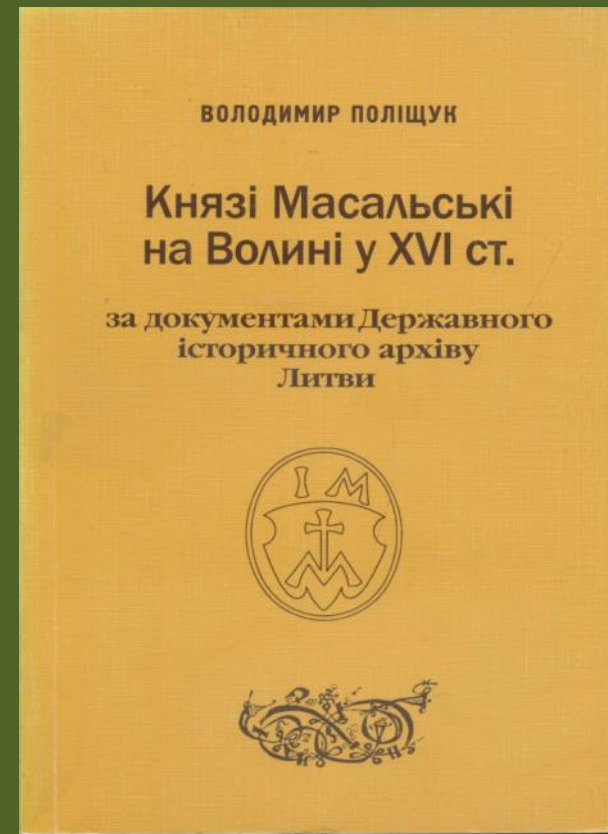 ВОЛОДИМИР ПОЛІЩУК
Князі Масальські
на Волині у XVI ст.
за документами Державного
історичного архіву
Литви
І М